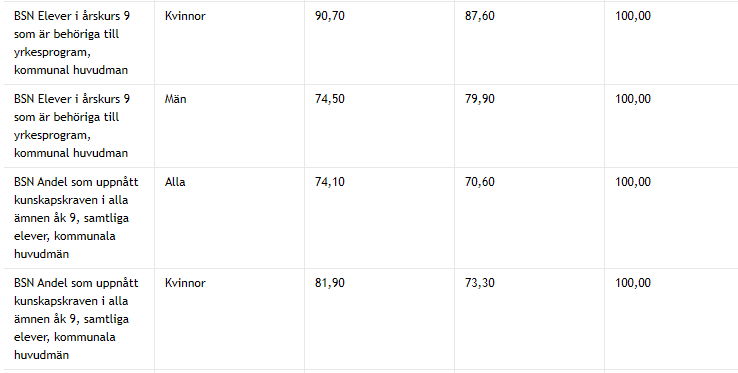 BSN Elever i årskurs 9 Kvinnor 90,70 87,60 100,00
som är behöriga till
yrkesprogram,
kommunal huvudman
BSN Elever i årskurs 9 Män 74,50 79,90 100,00
som är behöriga till
yrkesprogram,
kommunal huvudman
BSN Andel som uppnått Alla 74,10 70,60 100,00
kunskapskraven i alla
ämnen åk 9, samtliga
elever, kommunala
huvudmän
BSN Andel som uppnått Kvinnor 81,90 73,30 100,00
kunskapskraven i alla
ämnen åk 9, samtliga
elever, kommunala
huvudmän